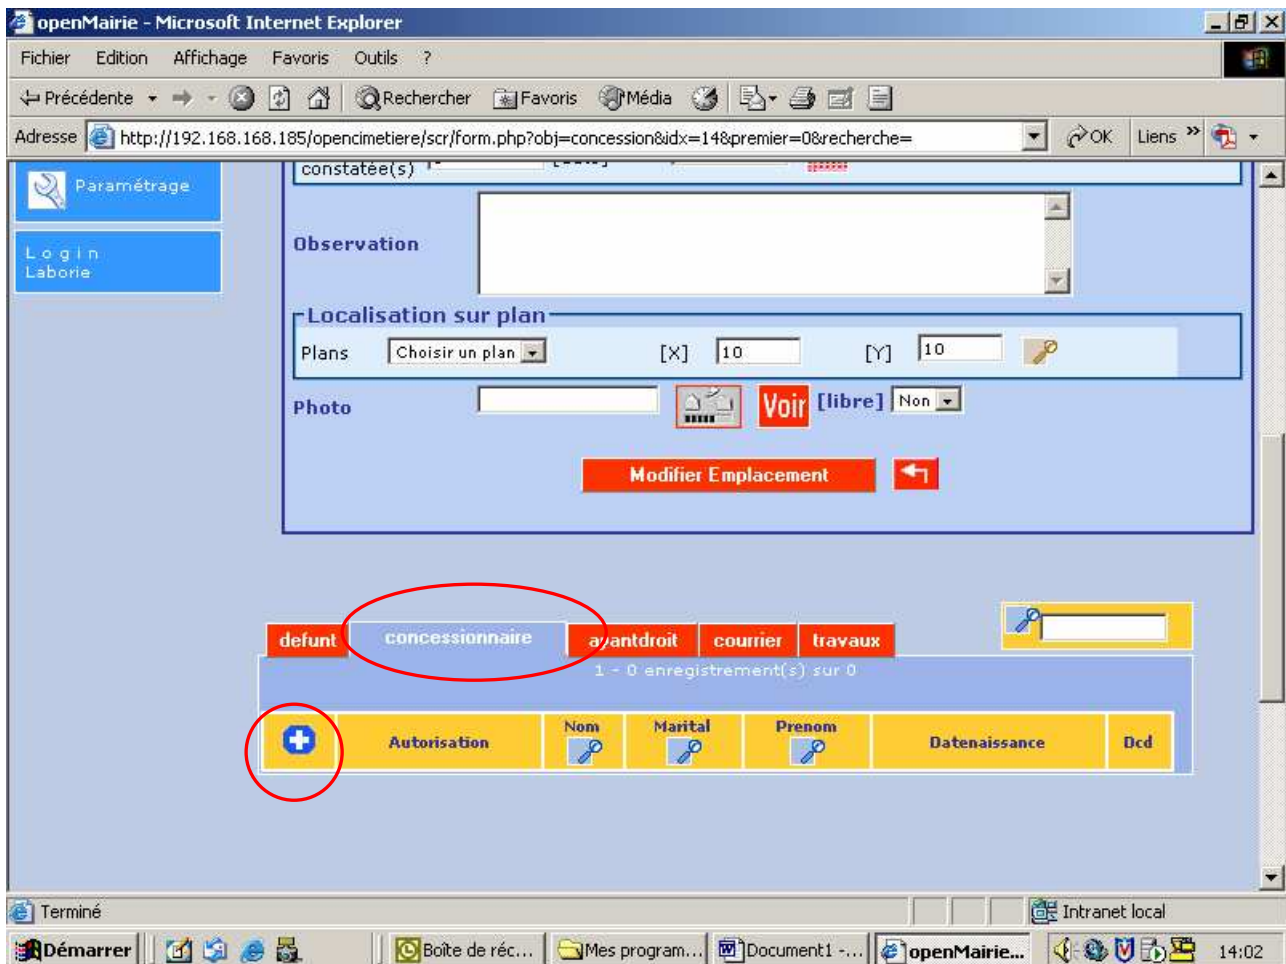 openMairie - Microsoft Internet Explorer
Fichier Edition Affichage Favoris Outils ?
Précédente Rechercher Favoris Média
Adresse http://192.168.168.185/opencimetiere/scr/form.php?obj=concession&idx=14&premier=0&recherche= OK Liens »
Paramétrage
constatée(s)
Login
Laborie
Observation
Localisation sur plan
Plans Choisir un plan [X] 10 [Y] 10
Photo Voir [libre] Non
Modifier Emplacement
defunt concessionnaire ayantdroit courrier travaux
1 - 0 enregistrement(s) sur 0
Autorisation Nom Marital Prenom Datenaissance Dcd
Terminé Intranet local
Démarrer Boîte de réc... Mes program... Document1 -... openMairie... 14:02